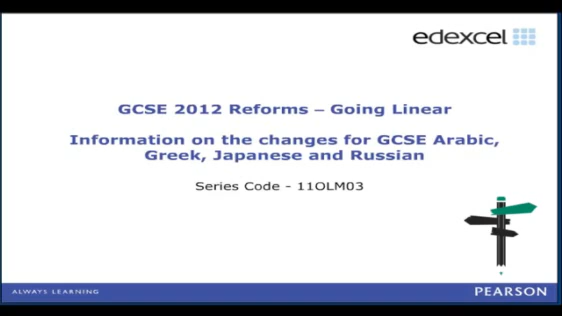 edexcel
GCSE 2012 Reforms – Going Linear
Information on the changes for GCSE Arabic,
Greek, Japanese and Russian
Series Code - 11OLM03
ALWAYS LEARNING
PEARSON